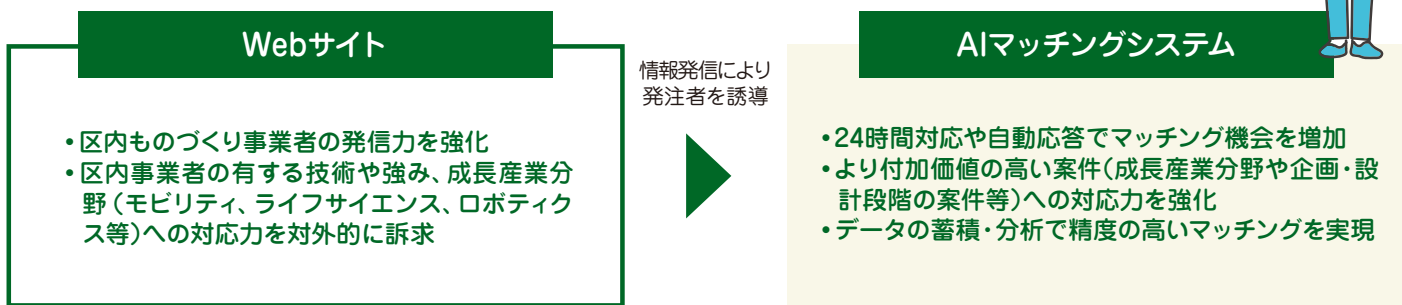 Webサイト
・区内ものづくり事業者の発信力を強化
・区内事業者の有する技術や強み、成長産業分
野（モビリティ、ライフサイエンス、ロボティク
ス等）への対応力を対外的に訴求
情報発信により
発注者を誘導
AIマッチングシステム
・24時間対応や自動応答でマッチング機会を増加
・より付加価値の高い案件（成長産業分野や企画・設
計段階の案件等）への対応力を強化
・データの蓄積・分析で精度の高いマッチングを実現